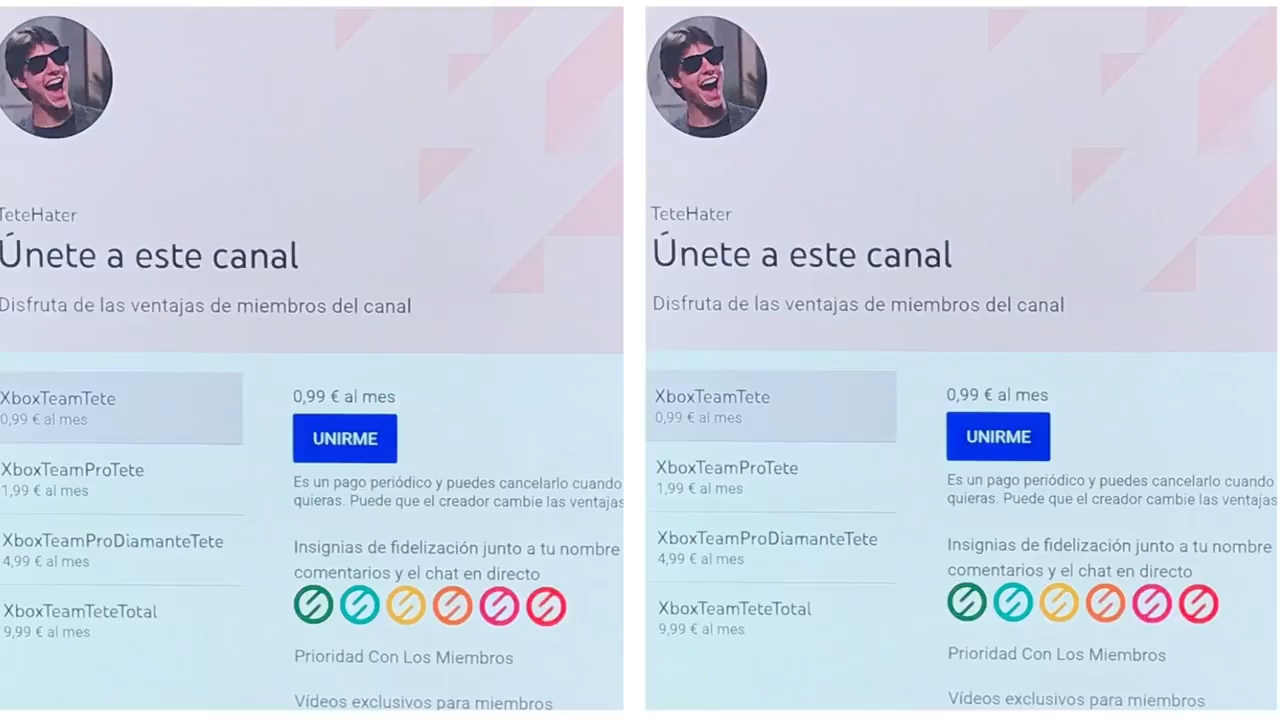 TeteHater
Únete a este canal
Disfruta de las ventajas de miembros del canal
XboxTeamTete
0,99 € al mes
XboxTeamProTete
1,99 € al mes
XboxTeamProDiamanteTete
4,99 € al mes
XboxTeamTeteTotal
9,99 € al mes
0,99 € al mes
UNIRME
Es un pago periódico y puedes cancelarlo cuando
quieras. Puede que el creador cambie las ventajas
Insignias de fidelización junto a tu nombre
comentarios y el chat en directo
Prioridad Con Los Miembros
Vídeos exclusivos para miembros
TeteHater
Únete a este canal
Disfruta de las ventajas de miembros del canal
XboxTeamTete
0,99 € al mes
XboxTeamProTete
1,99 € al mes
XboxTeamProDiamanteTete
4,99 € al mes
XboxTeamTeteTotal
9,99 € al mes
0,99 € al mes
UNIRME
Es un pago periódico y puedes cancelarlo cuando
quieras. Puede que el creador cambie las ventajas
Insignias de fidelización junto a tu nombre
comentarios y el chat en directo
Prioridad Con Los Miembros
Vídeos exclusivos para miembros